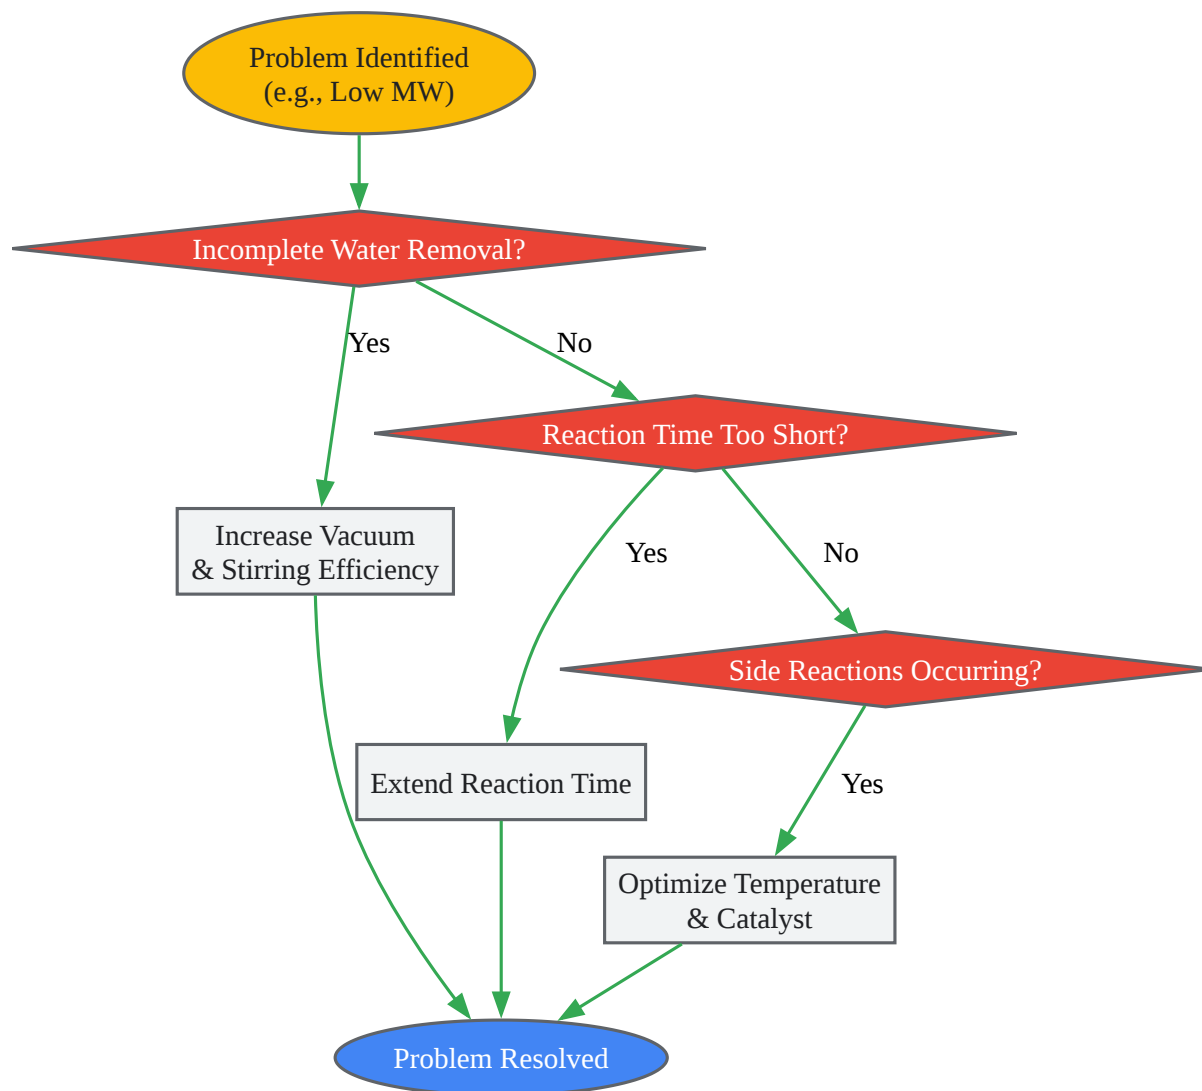 Problem Identified
(e.g., Low MW)
Incomplete Water Removal?
Yes
No
Reaction Time Too Short?
Increase Vacuum
& Stirring Efficiency
Yes
No
Side Reactions Occurring?
Extend Reaction Time
Yes
Optimize Temperature
& Catalyst
Problem Resolved